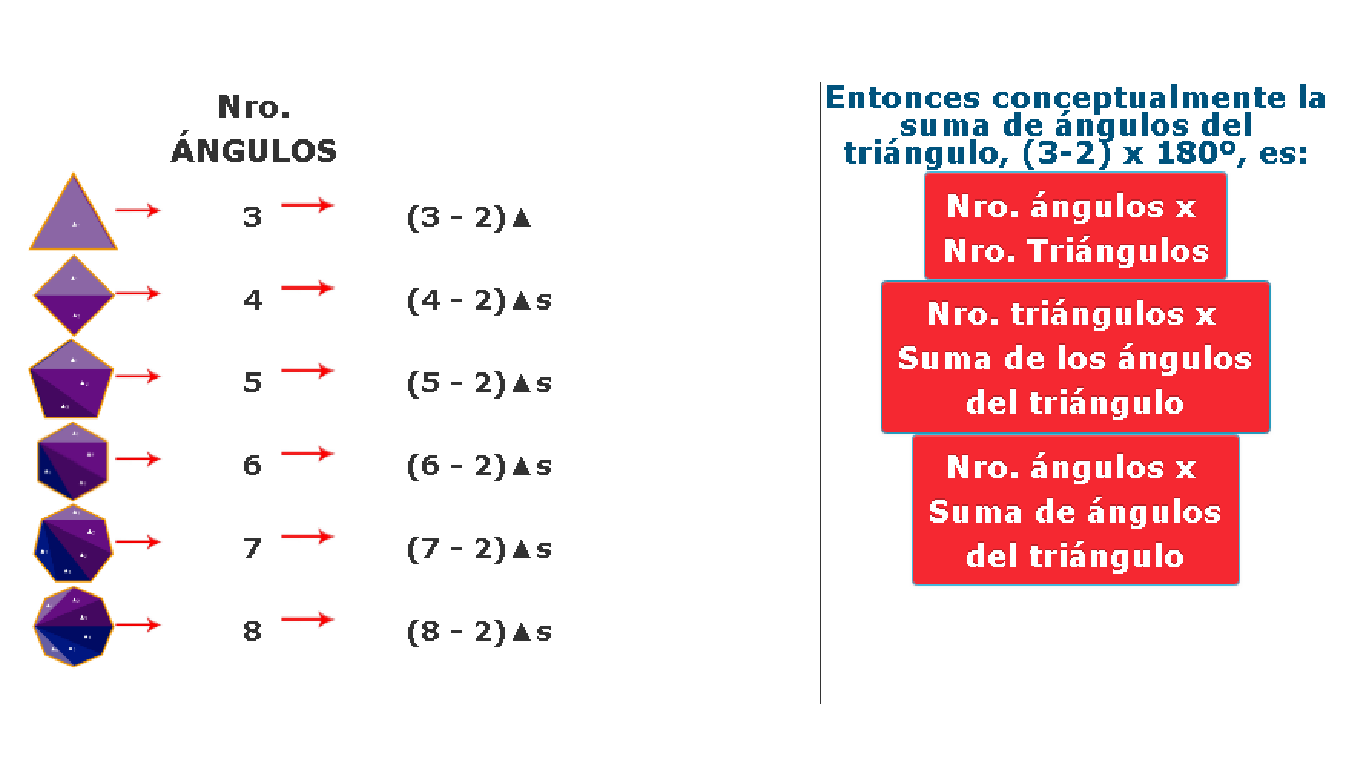 Nro.
ÁNGULOS
3
(3 - 2)▲
4
(4 - 2)▲s
5
(5 - 2)▲s
6
(6 - 2)▲s
7
(7 - 2)▲s
8
(8 - 2)▲s
Entonces conceptualmente la
suma de ángulos del
triángulo, (3-2) x 180º, es:
Nro. ángulos x
Nro. Triángulos
Nro. triángulos x
Suma de los ángulos
del triángulo
Nro. ángulos x
Suma de ángulos
del triángulo